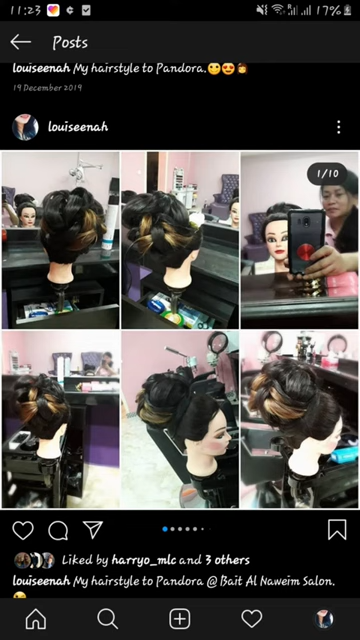 11:23
17%
Posts
louiseenah My hairstyle to Pandora.
19 December 2019
louiseenah
1/10
Liked by harryo_mlc and 3 others
louiseenah My hairstyle to Pandora @ Bait Al Naweim Salon.